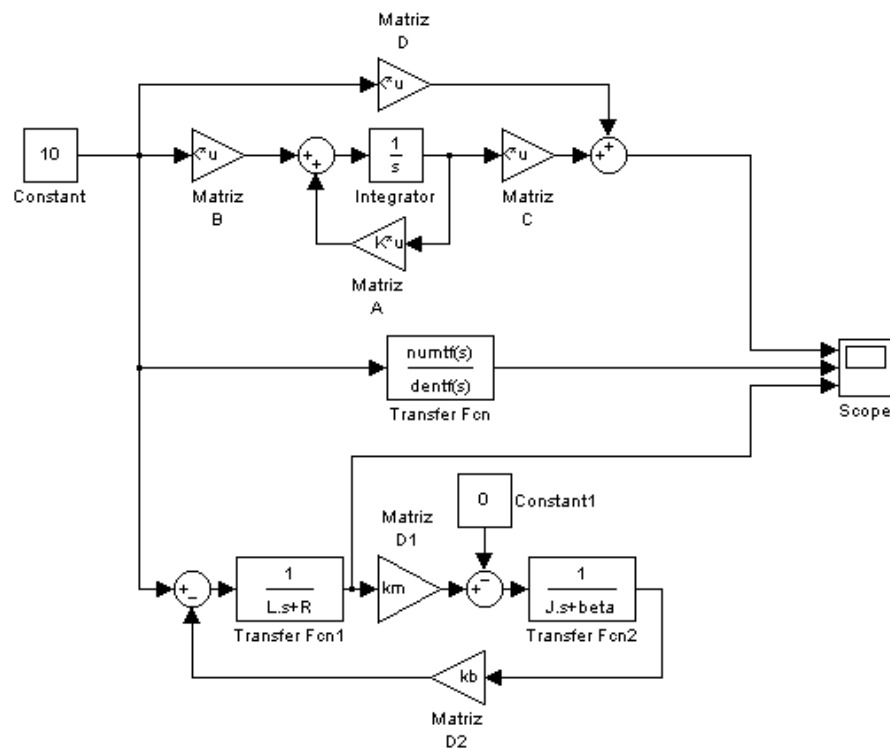 Matriz
D
<*u
10
Constant
<*u
Matriz
B
+
+
1
s
Integrator
<*u
Matriz
C
+
+
K*u
Matriz
A
numtf(s)
dentf(s)
Transfer Fcn
Scope
0
Constant1
Matriz
D1
+
−
1
L.s+R
Transfer Fcn1
km
+
−
1
J.s+beta
Transfer Fcn2
kb
Matriz
D2